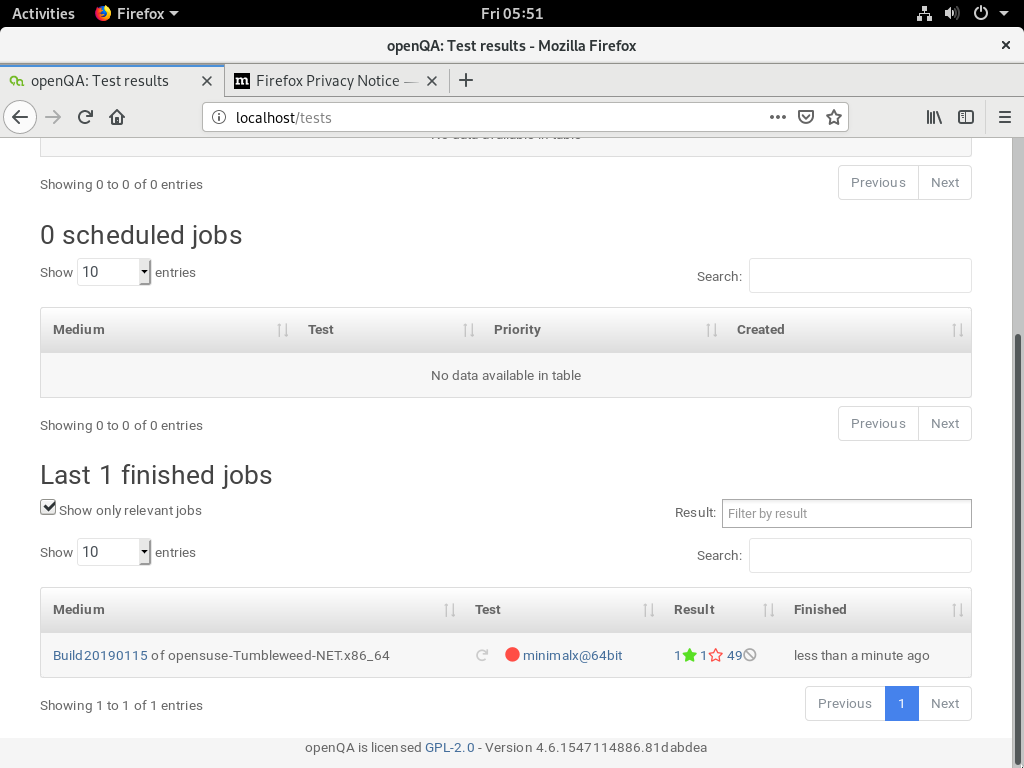 Activities Firefox Fri 05:51
openQA: Test results - Mozilla Firefox
openQA: Test results Firefox Privacy Notice —
localhost/tests
No data available in table
Showing 0 to 0 of 0 entries Previous Next
0 scheduled jobs
Show 10 entries Search:
Medium Test Priority Created
No data available in table
Showing 0 to 0 of 0 entries Previous Next
Last 1 finished jobs
Show only relevant jobs Result: Filter by result
Show 10 entries Search:
Medium Test Result Finished
Build20190115 of opensuse-Tumbleweed-NET.x86_64 minimalx@64bit 1 1 49 less than a minute ago
Showing 1 to 1 of 1 entries Previous 1 Next
openQA is licensed GPL-2.0 - Version 4.6.1547114886.81dabdea